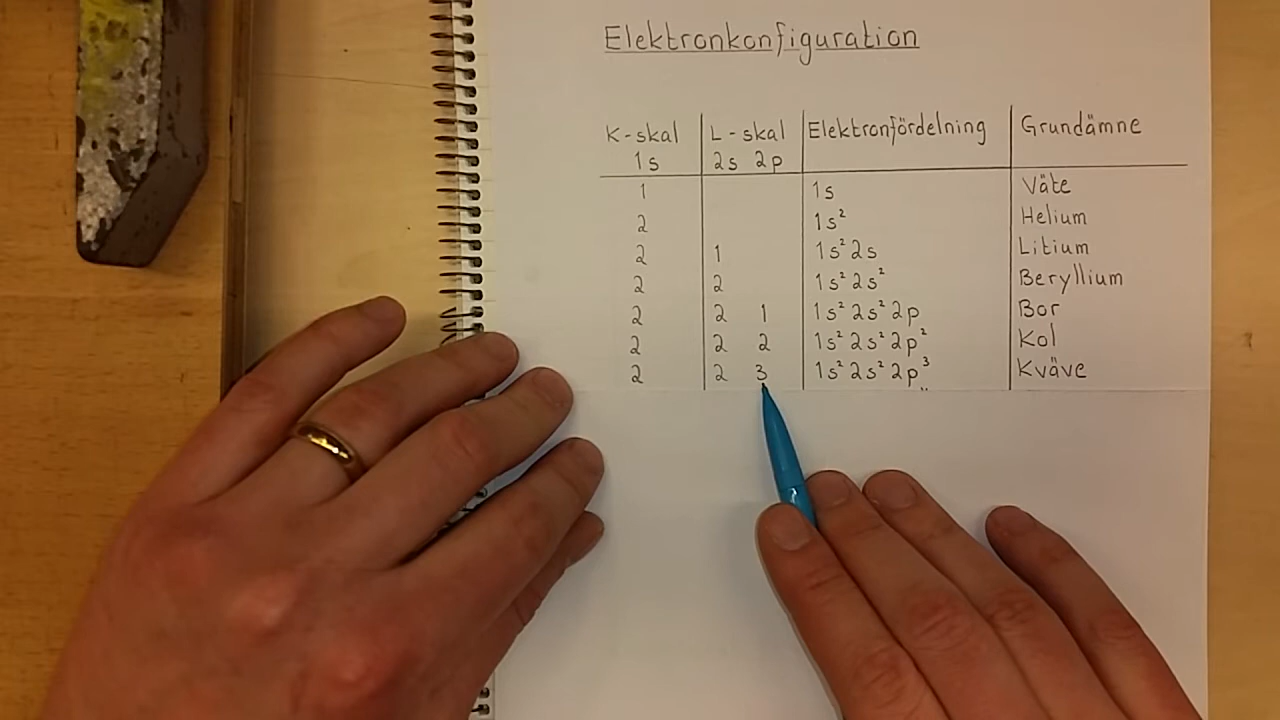 Elektronkonfiguration
K-skal L-skal Elektronfördelning Grundämne
1s 2s 2p
1 1s Väte
2 1s² Helium
2 1 1s² 2s Litium
2 2 1s² 2s² Beryllium
2 2 1 1s² 2s² 2p Bor
2 2 2 1s² 2s² 2p² Kol
2 2 3 1s² 2s² 2p³ Kväve